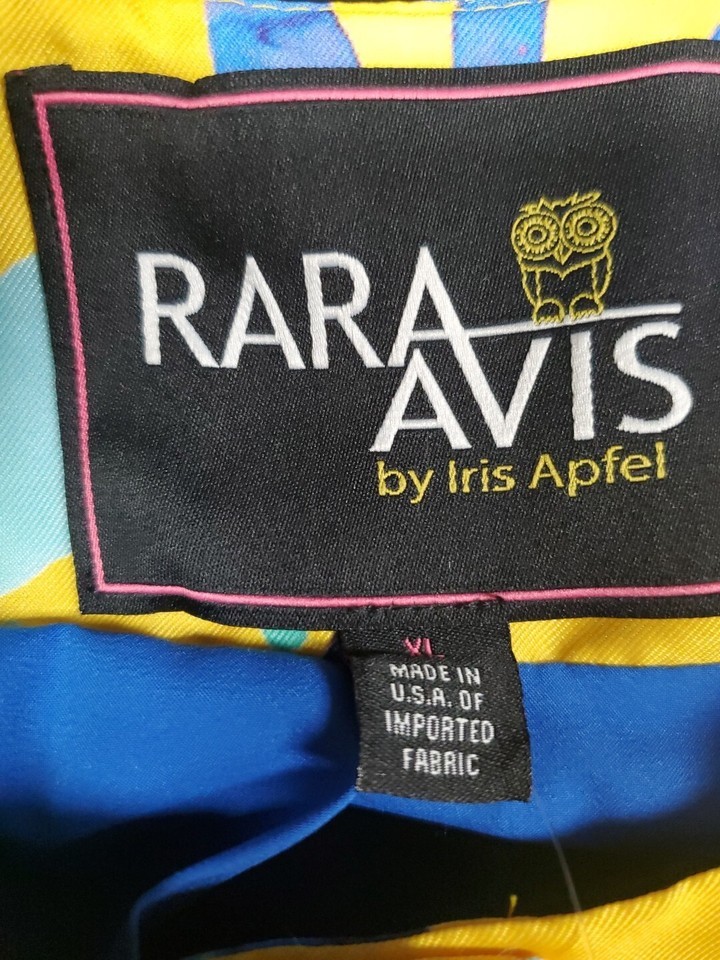 RARA
AVIS
by Iris Apfel
XL
MADE IN
U.S.A. OF
IMPORTED
FABRIC